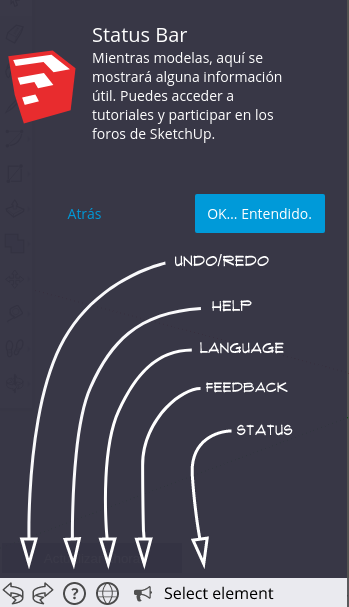 Status Bar
Mientras modelas, aquí se
mostrará alguna información
útil. Puedes acceder a
tutoriales y participar en los
foros de SketchUp.
Atrás
OK... Entendido.
UNDO/REDO
HELP
LANGUAGE
FEEDBACK
STATUS
Select element